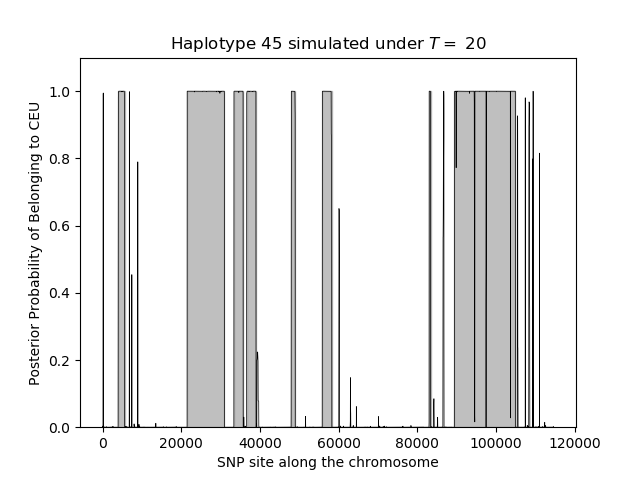 Haplotype 45 simulated under T = 20
Posterior Probability of Belonging to CEU
1.0
0.8
0.6
0.4
0.2
0.0
0 20000 40000 60000 80000 100000 120000
SNP site along the chromosome